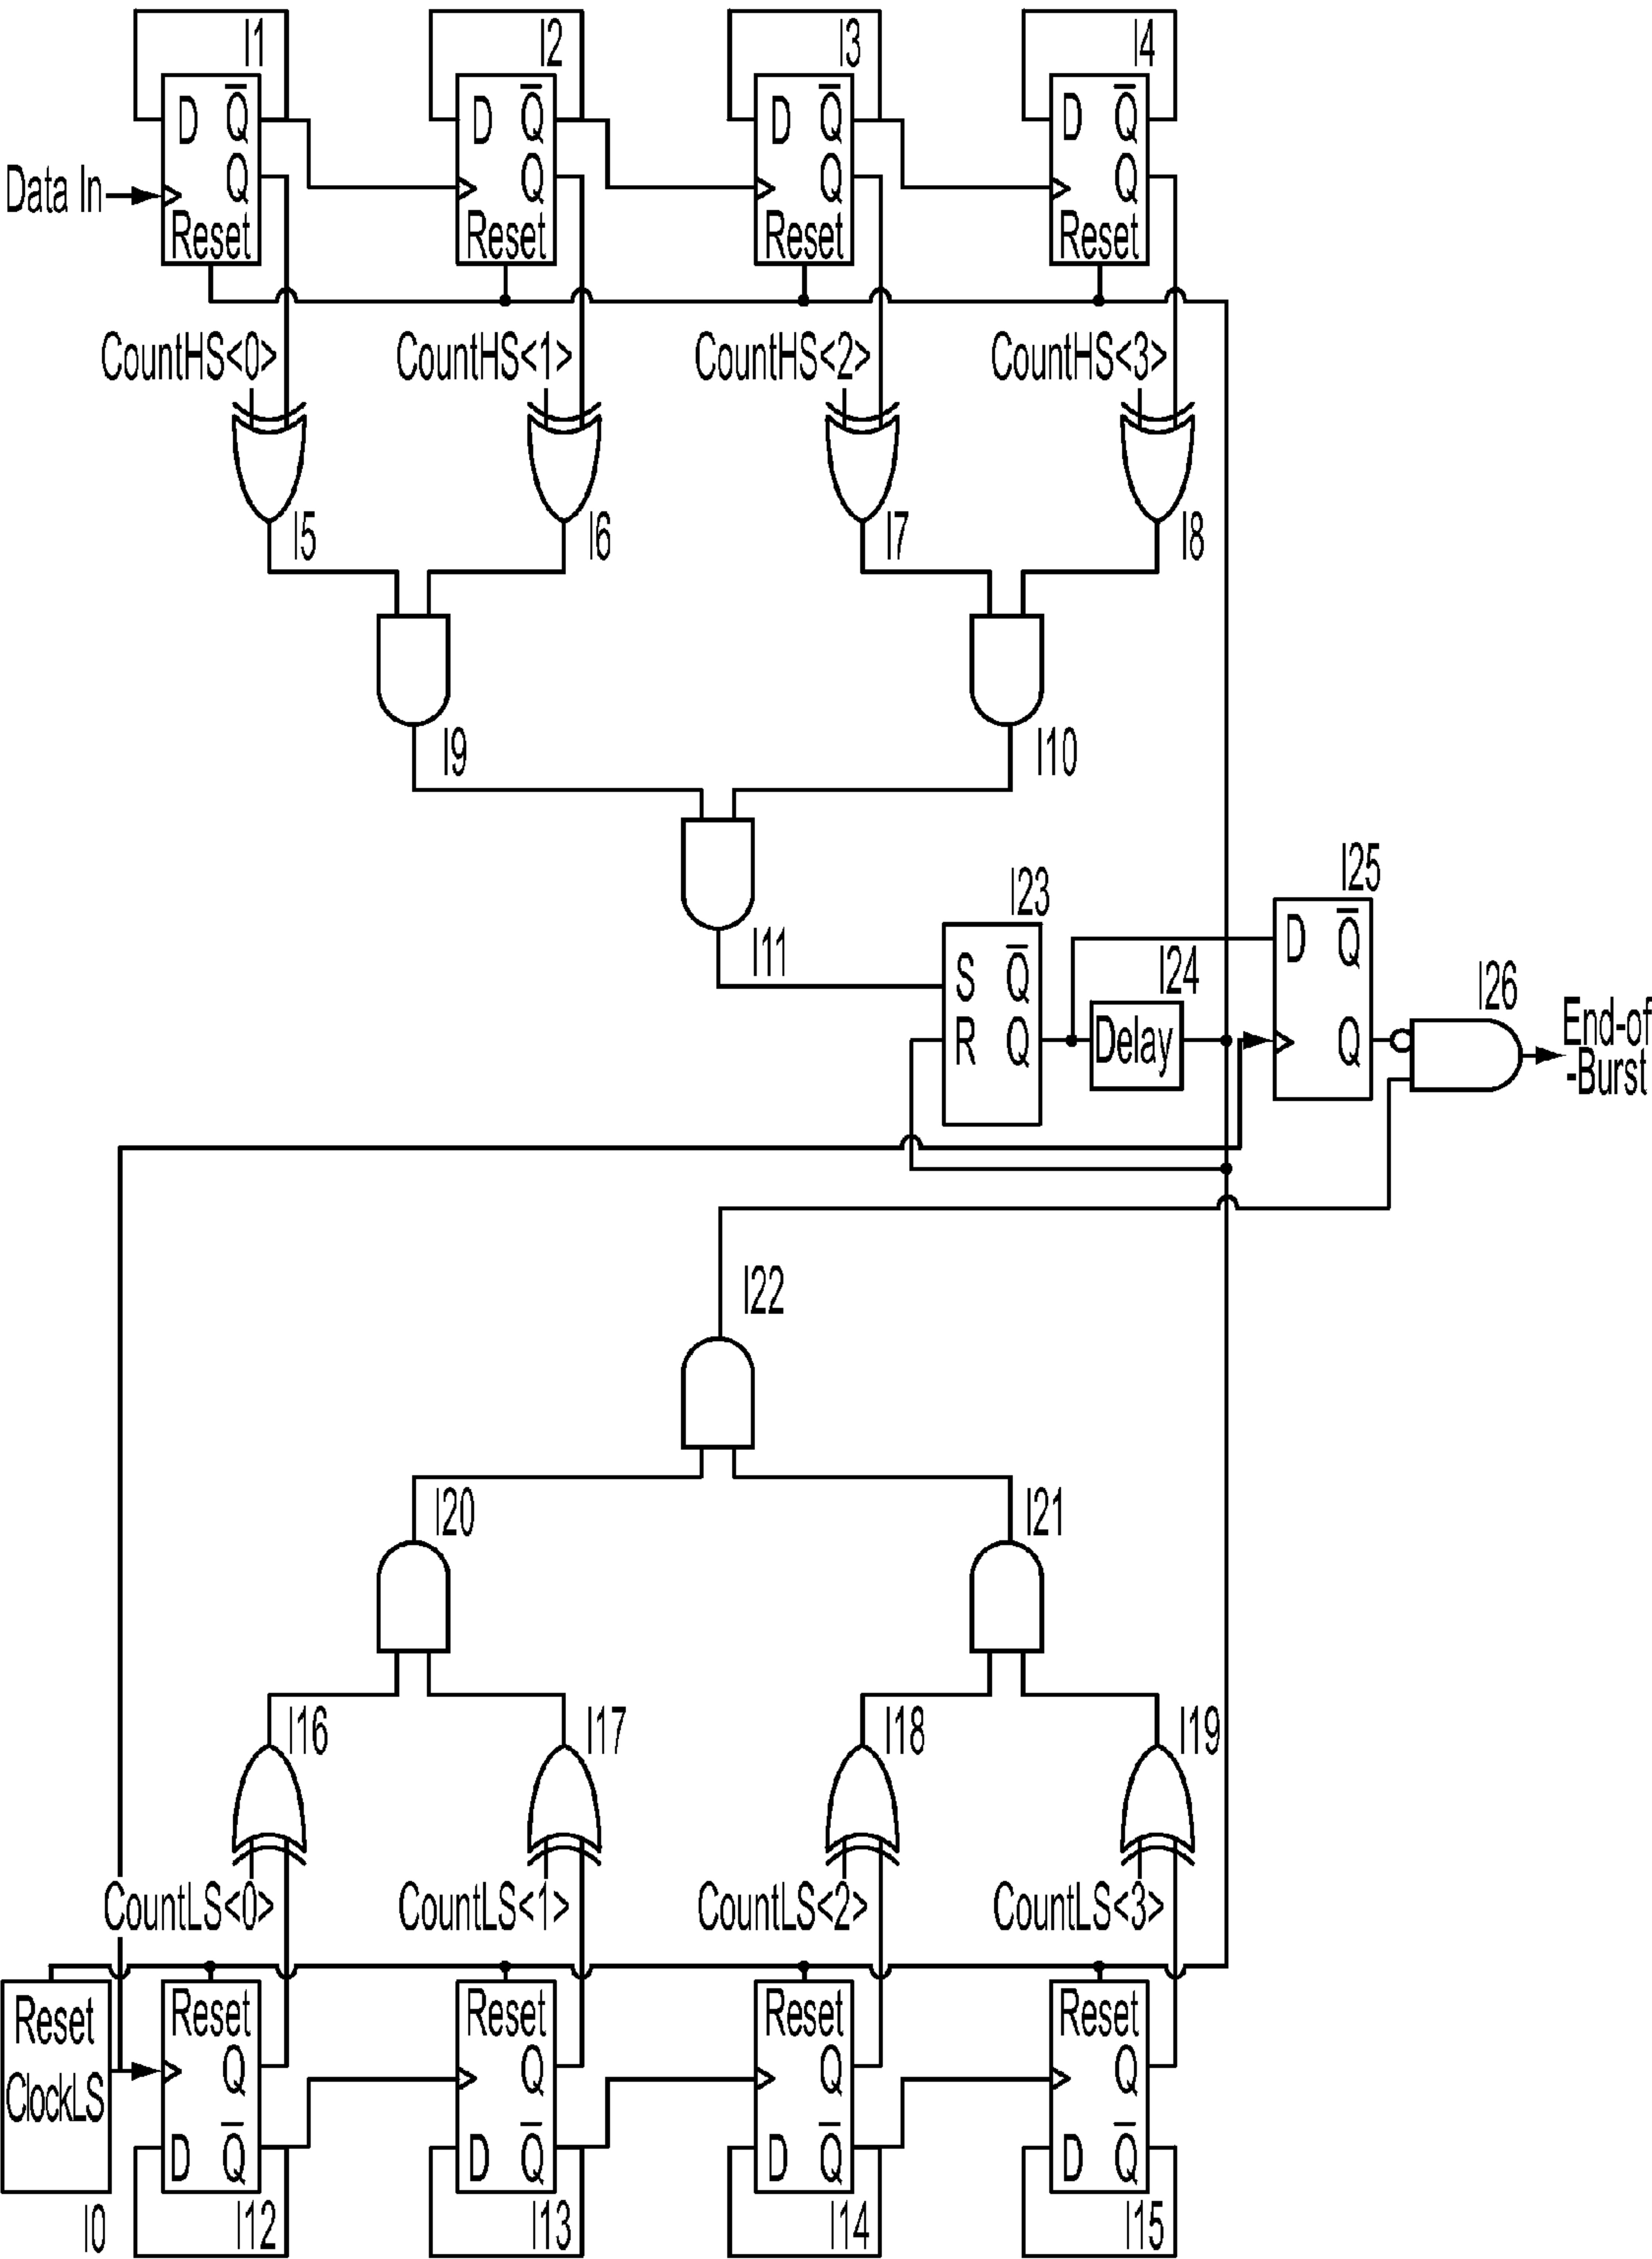 I1 I2 I3 I4
D Q̅ D Q̅ D Q̅ D Q̅
Q Q Q Q
Data In
Reset Reset Reset Reset
CountHS<0> CountHS<1> CountHS<2> CountHS<3>
I5 I6 I7 I8
I9 I10
I11
I23
I25
S Q̅
R Q
I24
Delay
D Q̅
Q
I26
End-of
-Burst
I22
I20 I21
I16 I17 I18 I19
CountLS<0> CountLS<1> CountLS<2> CountLS<3>
Reset Reset Reset Reset Reset
ClockLS
Q Q Q Q
D Q̅ D Q̅ D Q̅ D Q̅
I0 I12 I13 I14 I15